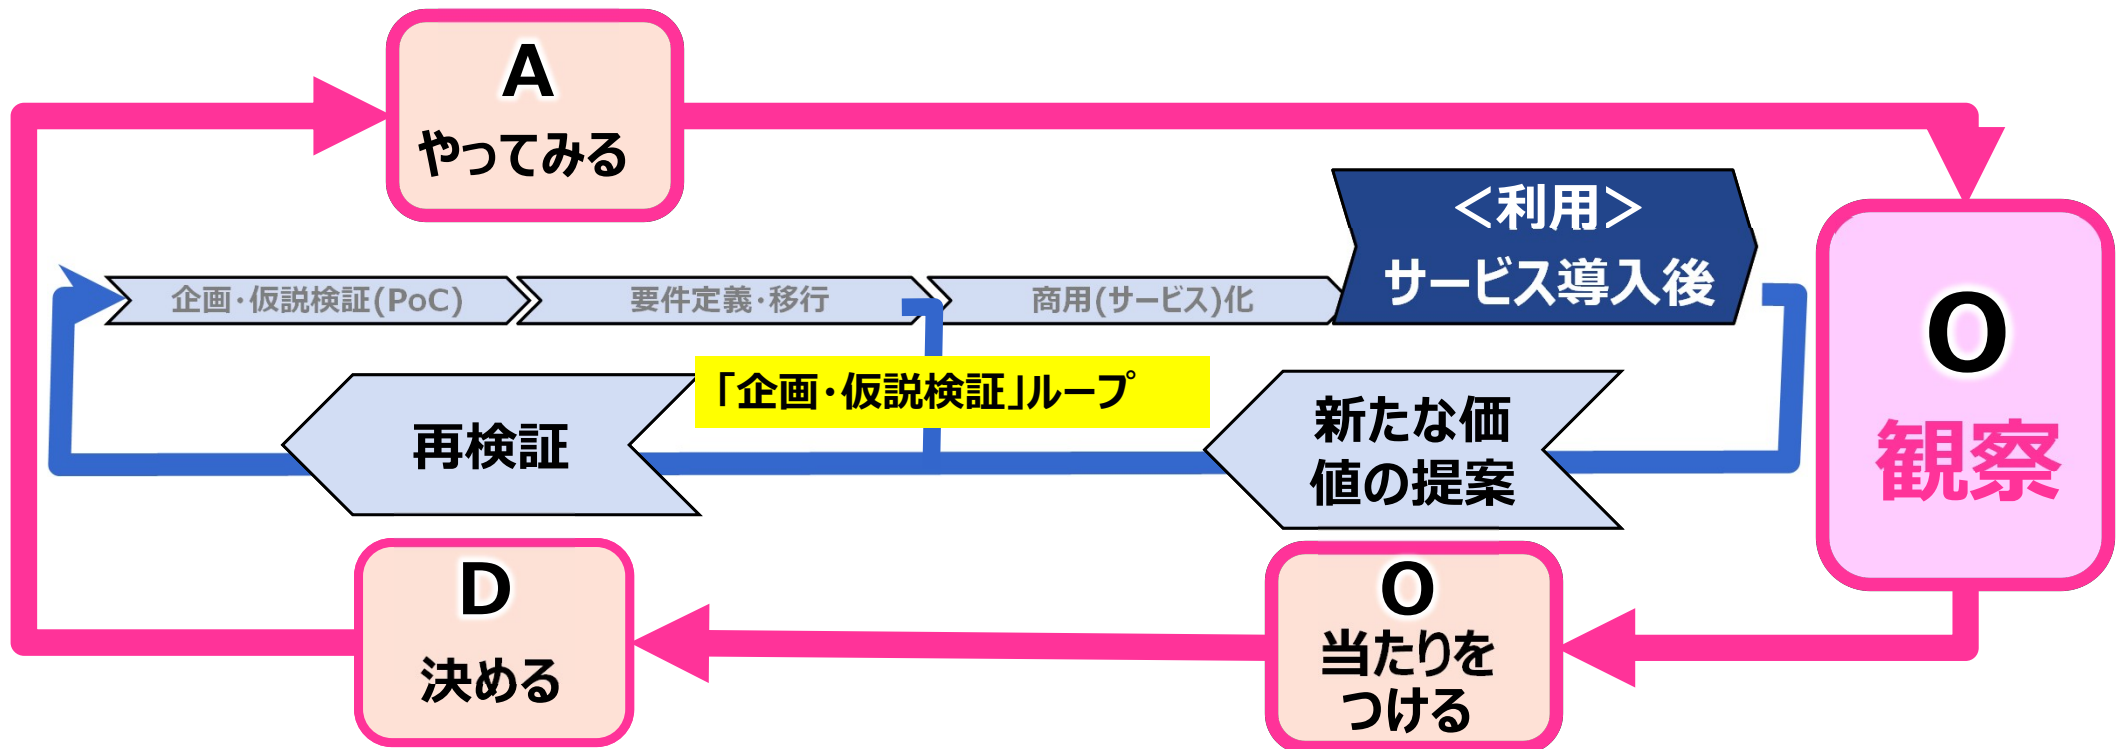 A
やってみる
<利用>
サービス導入後
企画・仮説検証(PoC)
要件定義・移行
商用(サービス)化
「企画・仮説検証」ループ
再検証
新たな価
値の提案
O
観察
D
決める
O
当たりを
つける